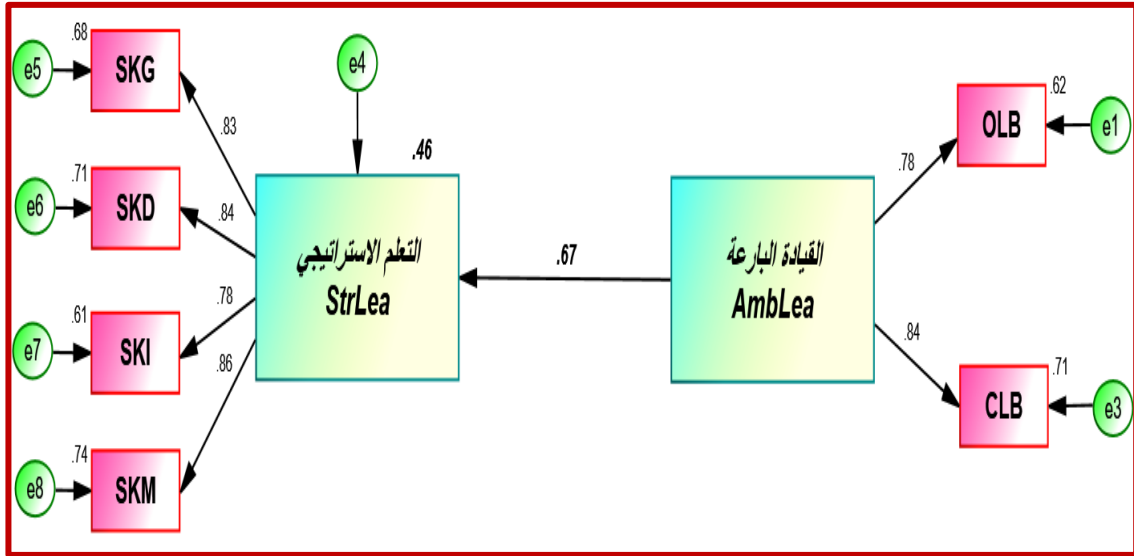 .68
e5
SKG
.83
.71
e6
SKD
.84
.61
e7
SKI
.78
.74
e8
SKM
.86
e4
.46
التعلم الاستراتيجي
StrLea
.67
القيادة البارعة
AmbLea
.78
.62
OLB
e1
.84
.71
CLB
e3